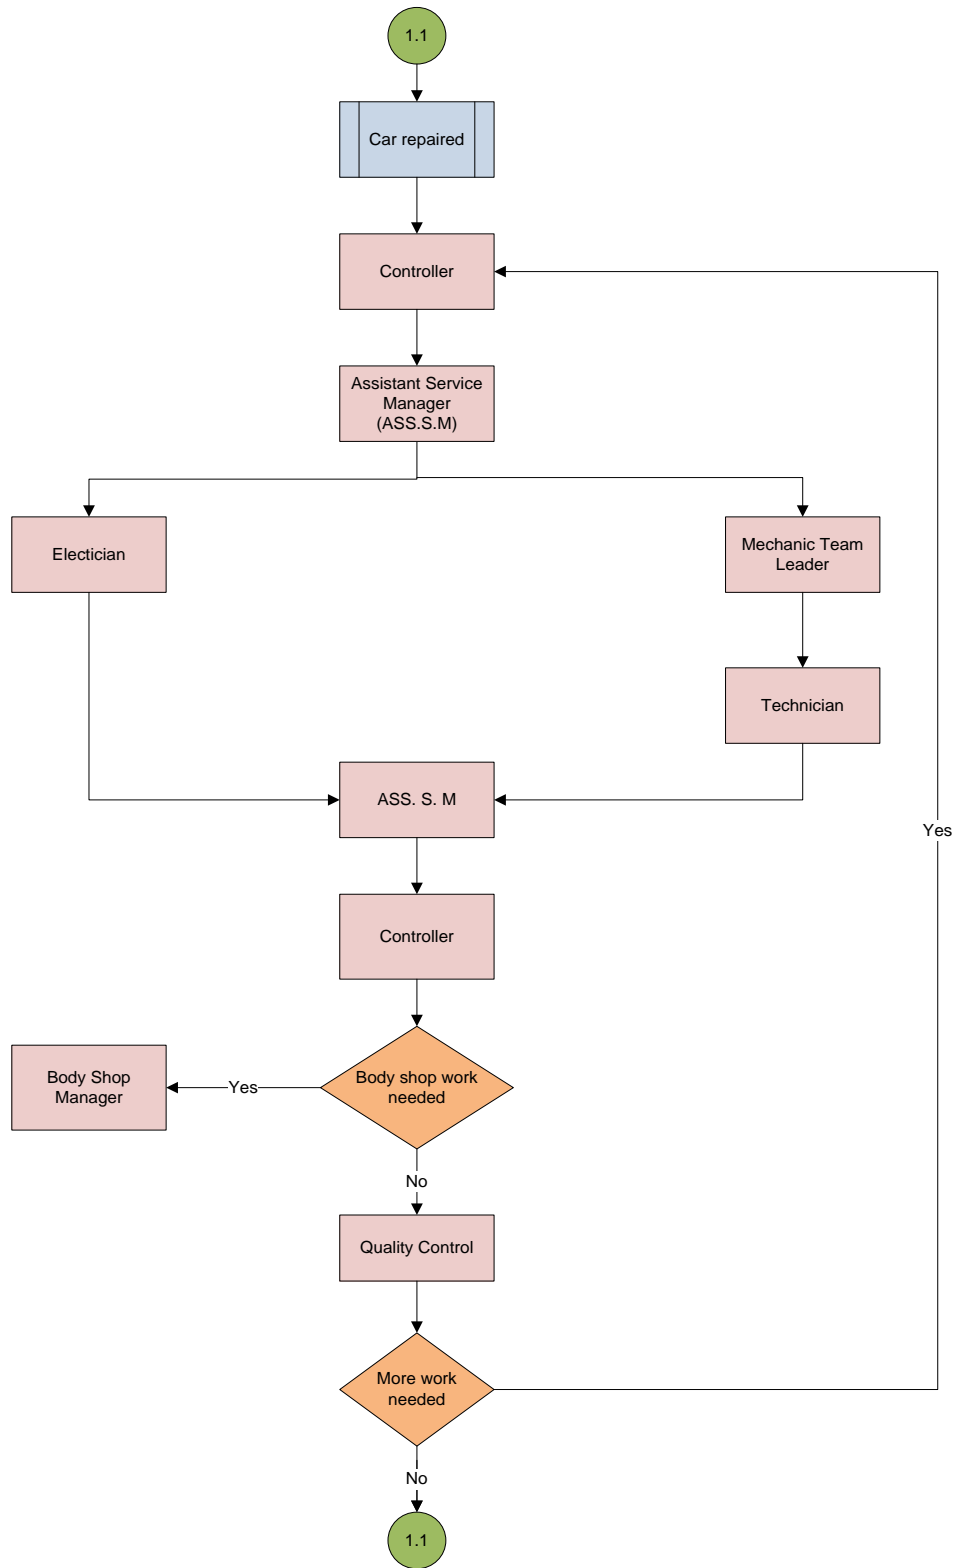 1.1
Car repaired
Controller
Assistant Service
Manager
(ASS.S.M)
Electician
Mechanic Team
Leader
Technician
ASS. S. M
Yes
Controller
Body Shop
Manager
Yes
Body shop work
needed
No
Quality Control
More work
needed
No
1.1